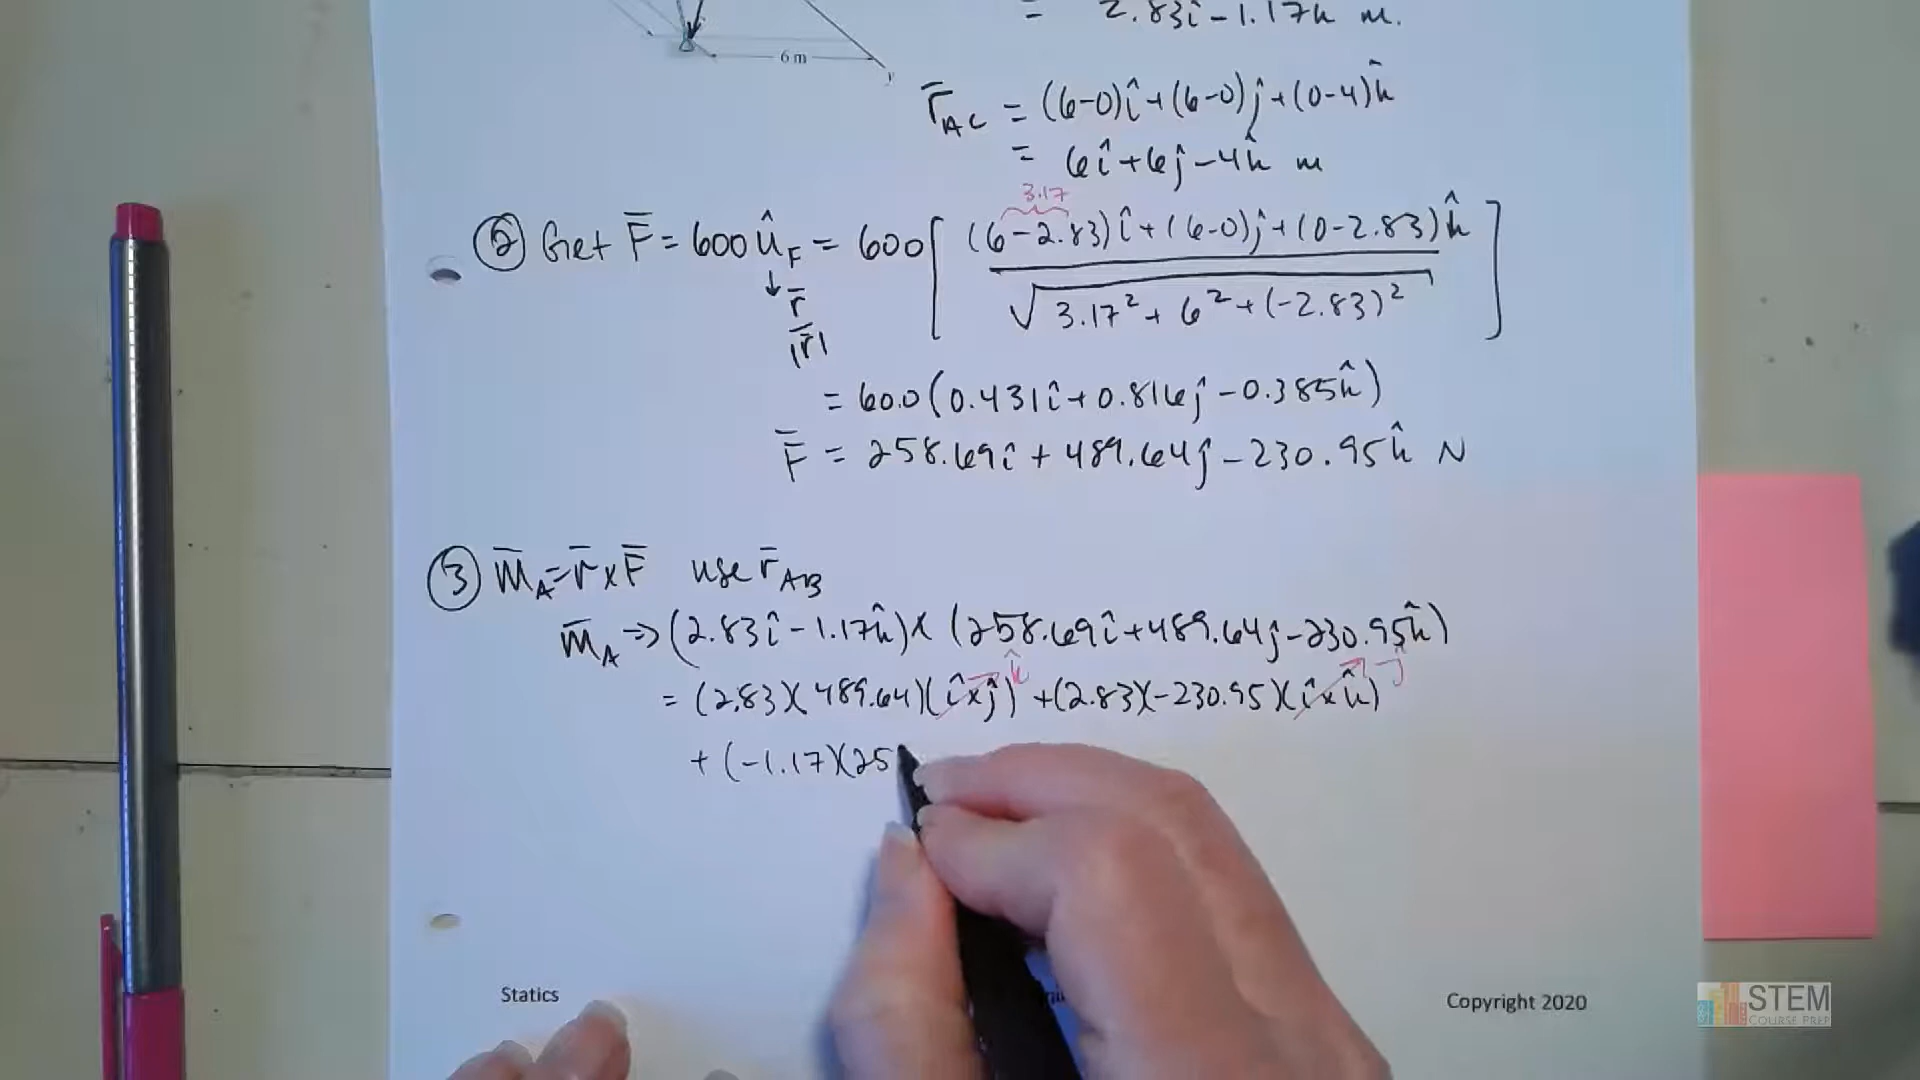 = 2.83î - 1.17k m.
6 m
y
r̄AC = (6-0)î + (6-0)ĵ + (0-4)k̂
= 6î + 6ĵ - 4k̂ m
3.17
② Get F̄ = 600 ûF = 600 [ (6-2.83)î + (6-0)ĵ + (0-2.83)k̂
↓ r̄
|r̄|
√ 3.17² + 6² + (-2.83)² ]
= 600 (0.431î + 0.816ĵ - 0.385k̂)
F̄ = 258.69î + 489.64ĵ - 230.95k̂ N
③ M̄A = r̄ x F̄ use r̄AB
M̄A => (2.83î - 1.17k̂) x (258.69î + 489.64ĵ - 230.95k̂)
k̂ -ĵ
= (2.83)(489.64)(î x ĵ) + (2.83)(-230.95)(î x k̂)
+ (-1.17)(25
Statics
Copyright 2020
STEM
COURSE PREP